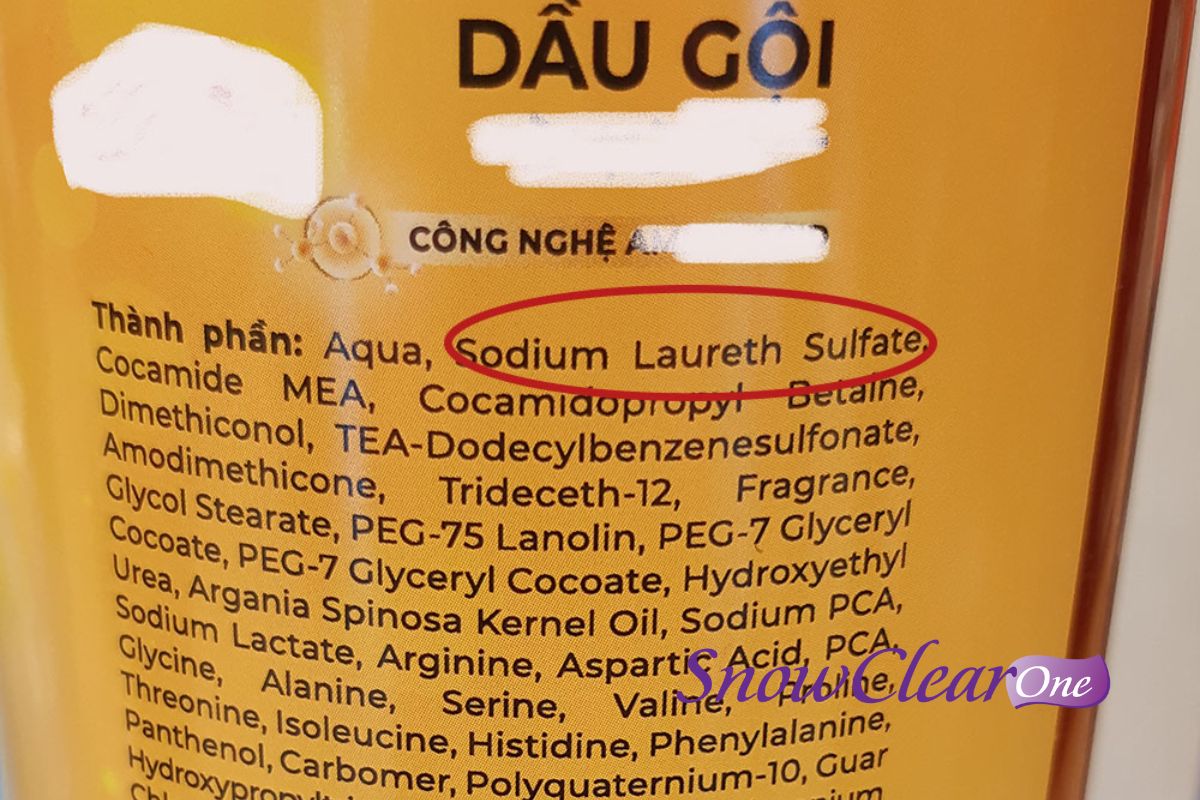 DẦU GỘI
CÔNG NGHỆ
Thành phần: Aqua, Sodium Laureth Sulfate,
Cocamide MEA, Cocamidopropyl Betaine,
Dimethiconol, TEA-Dodecylbenzenesulfonate,
Amodimethicone, Trideceth-12, Fragrance,
Glycol Stearate, PEG-75 Lanolin, PEG-7 Glyceryl
Cocoate, PEG-7 Glyceryl Cocoate, Hydroxyethyl
Urea, Argania Spinosa Kernel Oil, Sodium PCA,
Sodium Lactate, Arginine, Aspartic Acid, PCA,
Glycine, Alanine, Serine, Valine, Proline,
Threonine, Isoleucine, Histidine, Phenylalanine,
Panthenol, Carbomer, Polyquaternium-10, Guar
SnowClear One